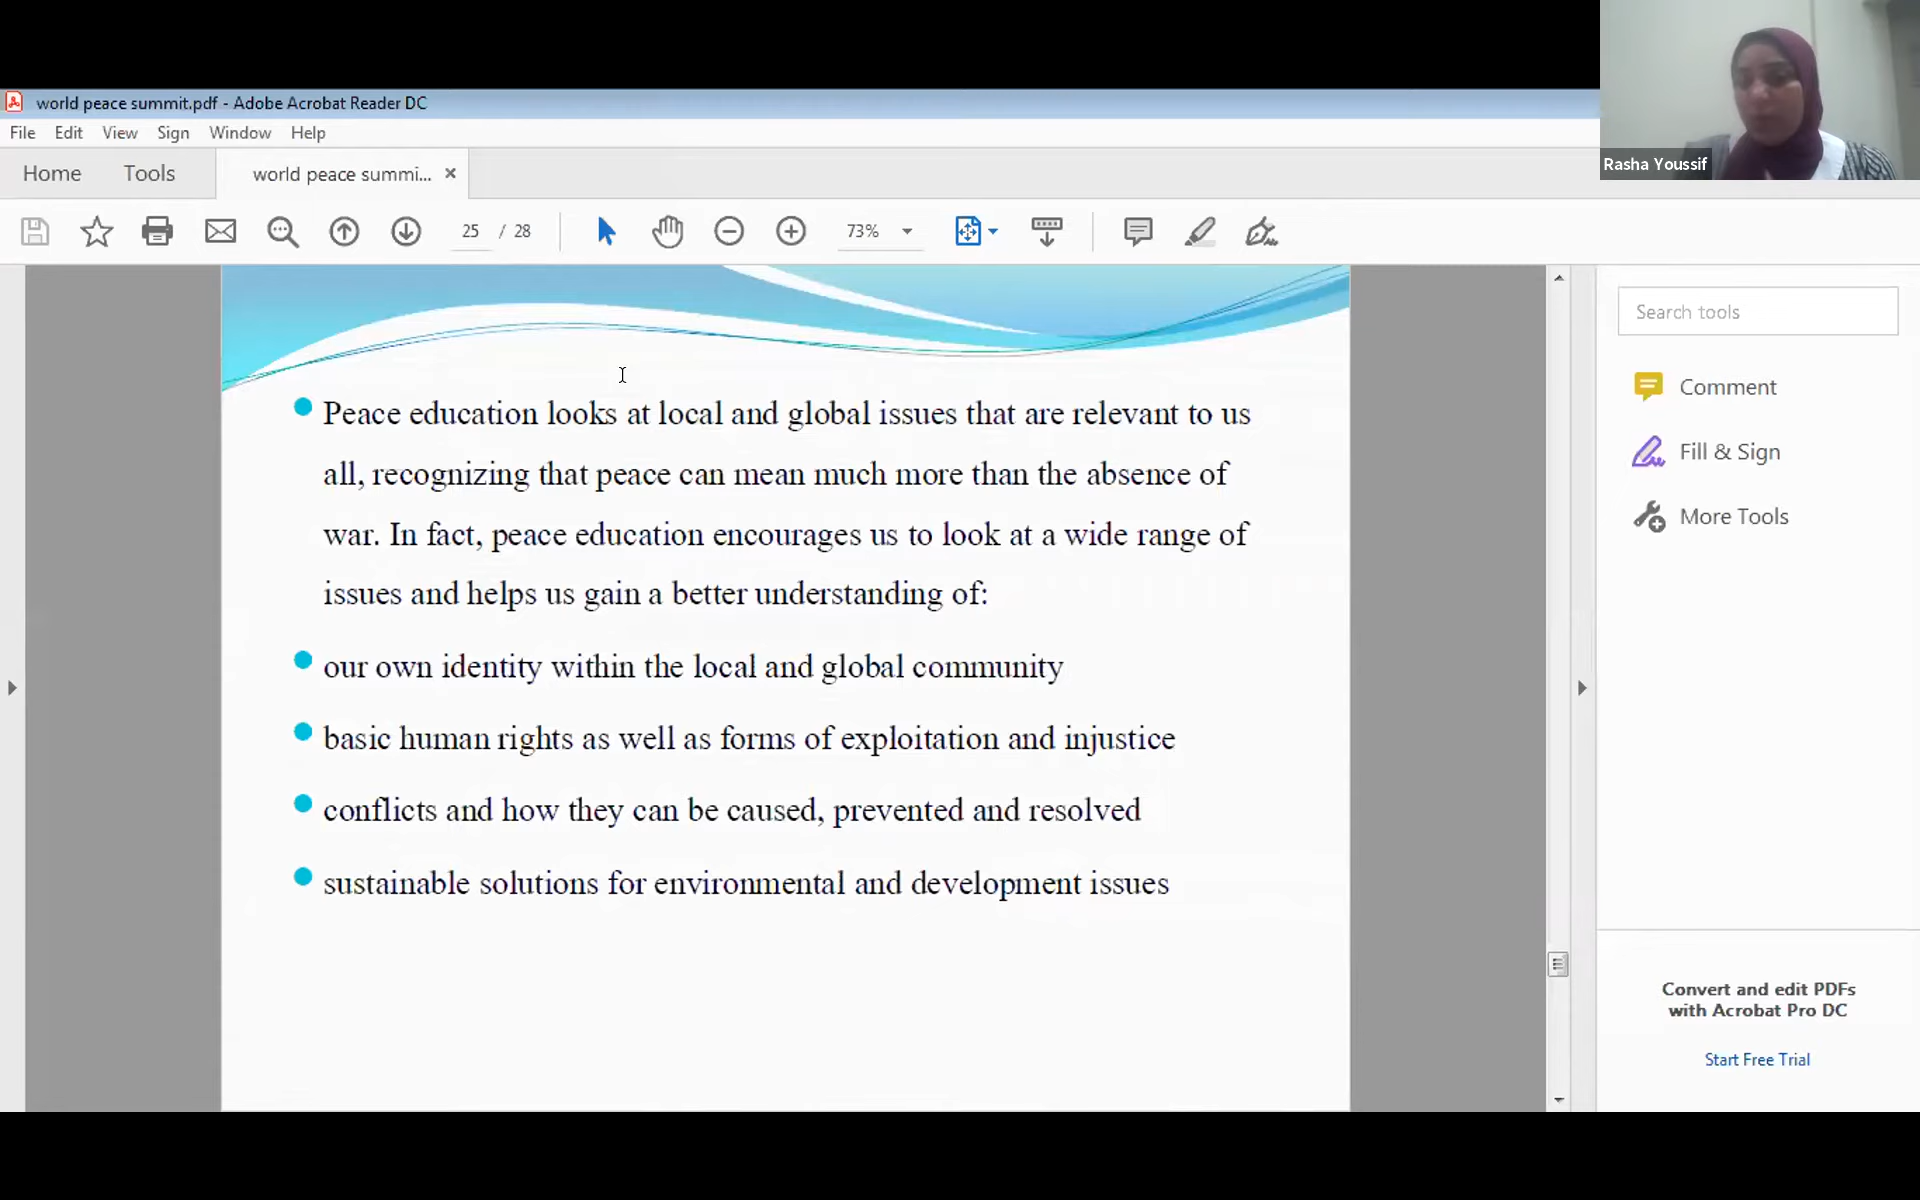 Rasha Youssif
world peace summit.pdf - Adobe Acrobat Reader DC
File Edit View Sign Window Help
Home Tools world peace summi... ×
25 / 28 73%
Peace education looks at local and global issues that are relevant to us
all, recognizing that peace can mean much more than the absence of
war. In fact, peace education encourages us to look at a wide range of
issues and helps us gain a better understanding of:
our own identity within the local and global community
basic human rights as well as forms of exploitation and injustice
conflicts and how they can be caused, prevented and resolved
sustainable solutions for environmental and development issues
Search tools
Comment
Fill & Sign
More Tools
Convert and edit PDFs
with Acrobat Pro DC
Start Free Trial